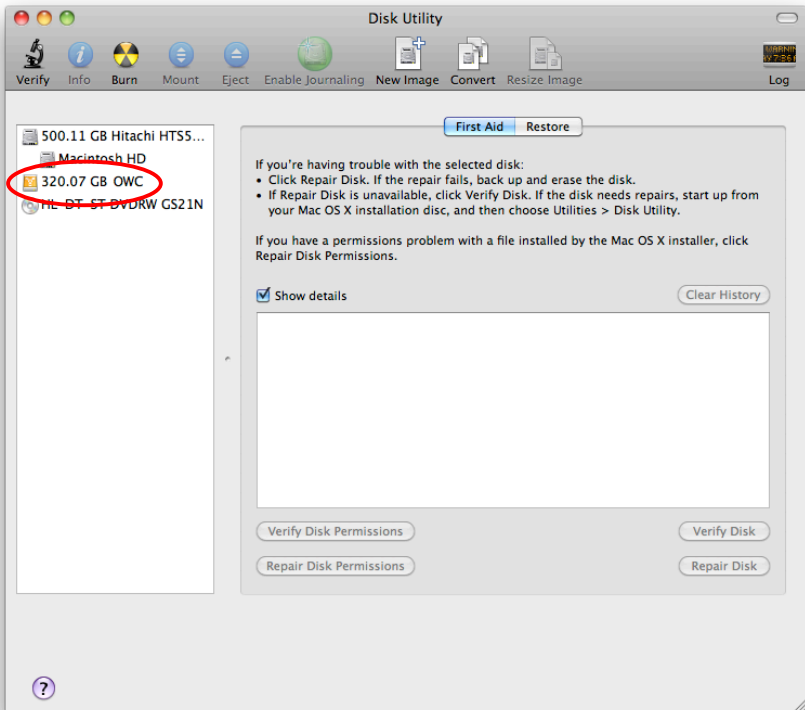 Disk Utility
Verify Info Burn Mount Eject Enable Journaling New Image Convert Resize Image Log
500.11 GB Hitachi HTS5...
Macintosh HD
320.07 GB OWC
HL-DT-ST DVDRW GS21N
First Aid Restore
If you're having trouble with the selected disk:
• Click Repair Disk. If the repair fails, back up and erase the disk.
• If Repair Disk is unavailable, click Verify Disk. If the disk needs repairs, start up from
your Mac OS X installation disc, and then choose Utilities > Disk Utility.
If you have a permissions problem with a file installed by the Mac OS X installer, click
Repair Disk Permissions.
Show details
Clear History
Verify Disk Permissions
Verify Disk
Repair Disk Permissions
Repair Disk
?